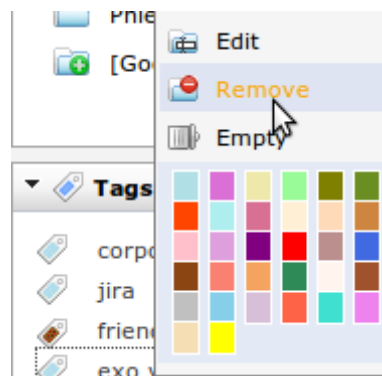 Phie
Edit
[Go
Remove
Empty
Tags
corpo
jira
frien
exo v